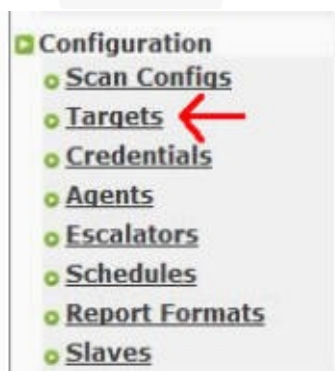 Configuration
Scan Configs
Targets
Credentials
Agents
Escalators
Schedules
Report Formats
Slaves